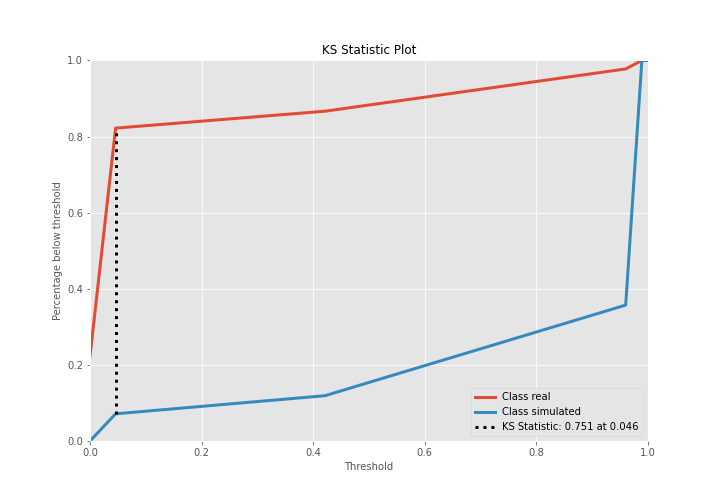 KS Statistic Plot
1.0
0.8
0.6
0.4
0.2
0.0
Percentage below threshold
Class real
Class simulated
KS Statistic: 0.751 at 0.046
0.0 0.2 0.4 0.6 0.8 1.0
Threshold